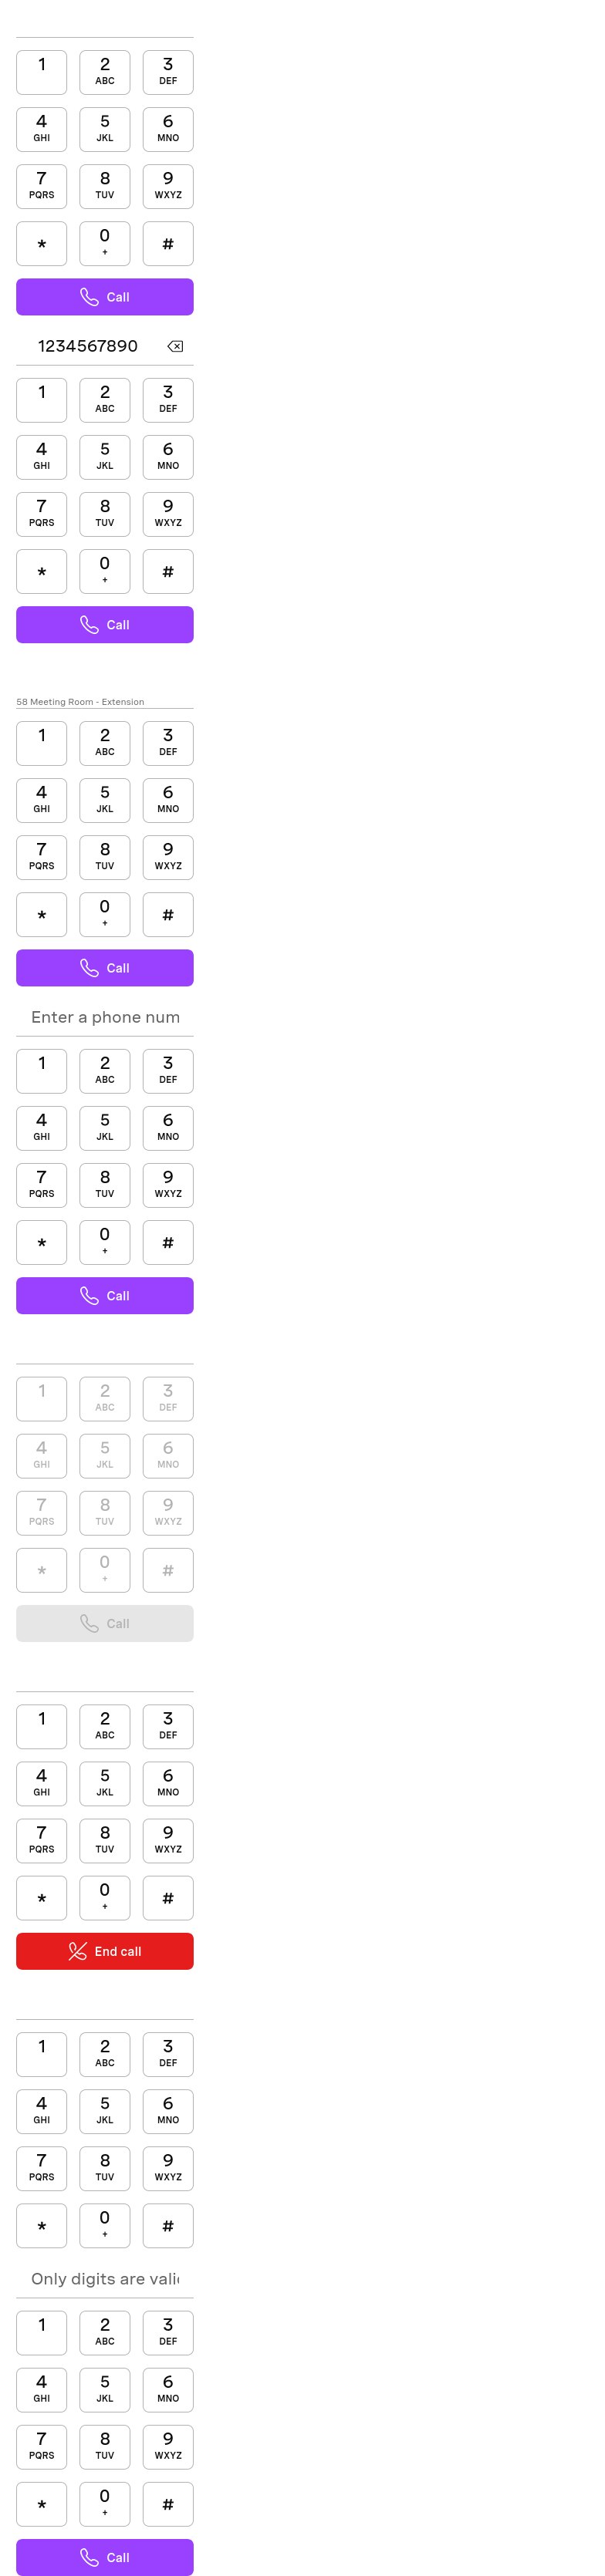 1 2 3
ABC DEF
4 5 6
GHI JKL MNO
7 8 9
PQRS TUV WXYZ
* 0 #
+
Call
1234567890
1 2 3
ABC DEF
4 5 6
GHI JKL MNO
7 8 9
PQRS TUV WXYZ
* 0 #
+
Call
58 Meeting Room - Extension
1 2 3
ABC DEF
4 5 6
GHI JKL MNO
7 8 9
PQRS TUV WXYZ
* 0 #
+
Call
Enter a phone num
1 2 3
ABC DEF
4 5 6
GHI JKL MNO
7 8 9
PQRS TUV WXYZ
* 0 #
+
Call
1 2 3
ABC DEF
4 5 6
GHI JKL MNO
7 8 9
PQRS TUV WXYZ
* 0 #
+
Call
1 2 3
ABC DEF
4 5 6
GHI JKL MNO
7 8 9
PQRS TUV WXYZ
* 0 #
+
End call
1 2 3
ABC DEF
4 5 6
GHI JKL MNO
7 8 9
PQRS TUV WXYZ
* 0 #
+
Only digits are vali
1 2 3
ABC DEF
4 5 6
GHI JKL MNO
7 8 9
PQRS TUV WXYZ
* 0 #
+
Call